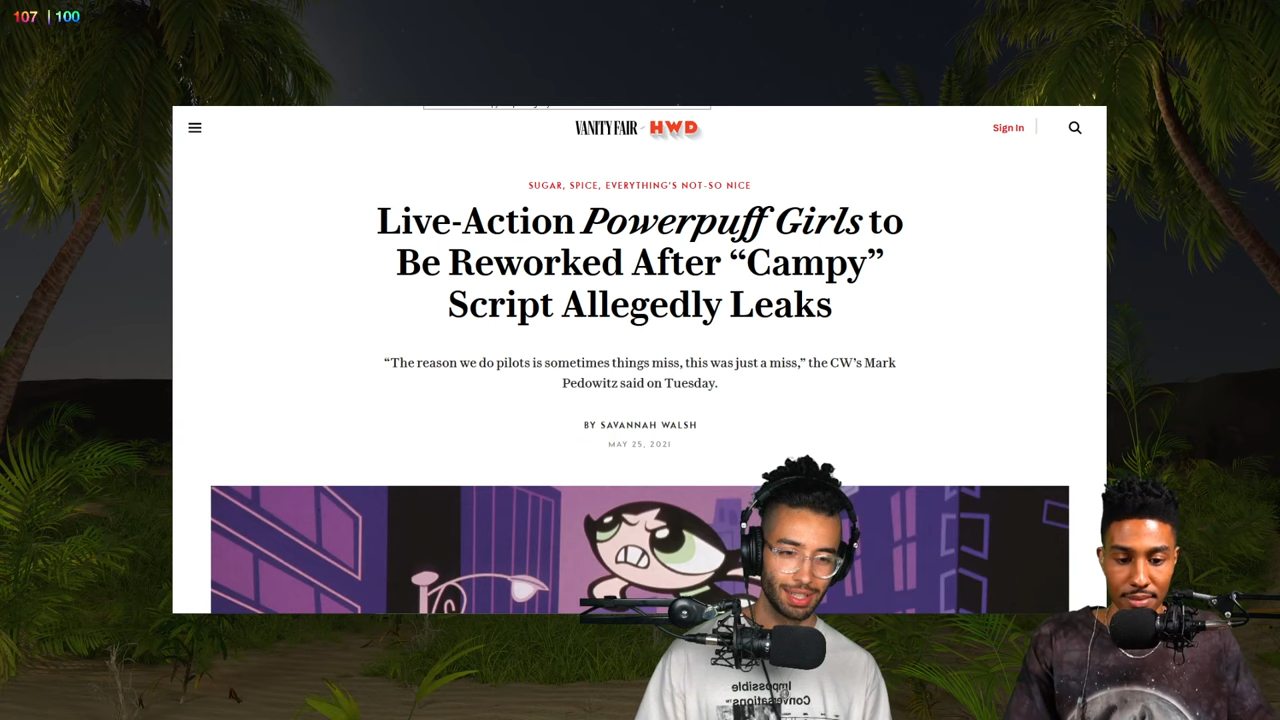 107 | 100
VANITY FAIR HWD
Sign In
SUGAR, SPICE, EVERYTHING'S NOT-SO NICE
Live-Action Powerpuff Girls to
Be Reworked After “Campy”
Script Allegedly Leaks
“The reason we do pilots is sometimes things miss, this was just a miss,” the CW’s Mark
Pedowitz said on Tuesday.
BY SAVANNAH WALSH
MAY 25, 2021
Impossible
Conversations